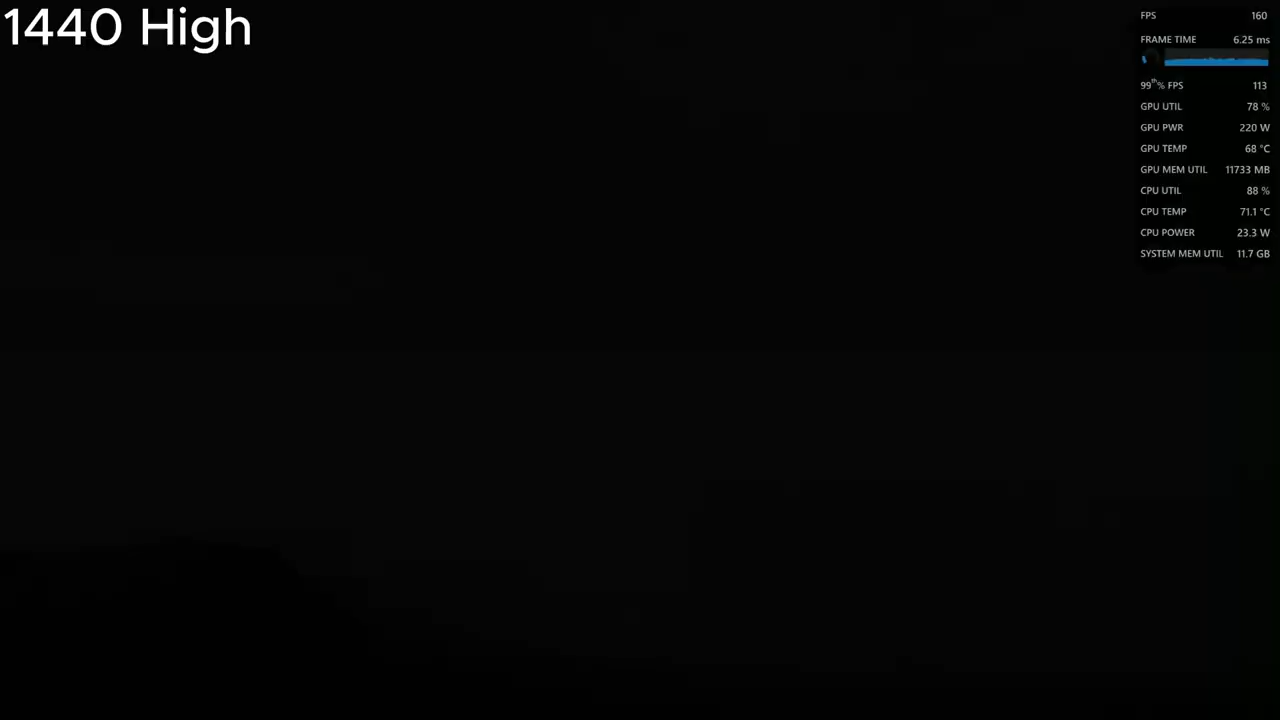 1440 High
FPS 160
FRAME TIME 6.25 ms
99th% FPS 113
GPU UTIL 78 %
GPU PWR 220 W
GPU TEMP 68 °C
GPU MEM UTIL 11733 MB
CPU UTIL 88 %
CPU TEMP 71.1 °C
CPU POWER 23.3 W
SYSTEM MEM UTIL 11.7 GB